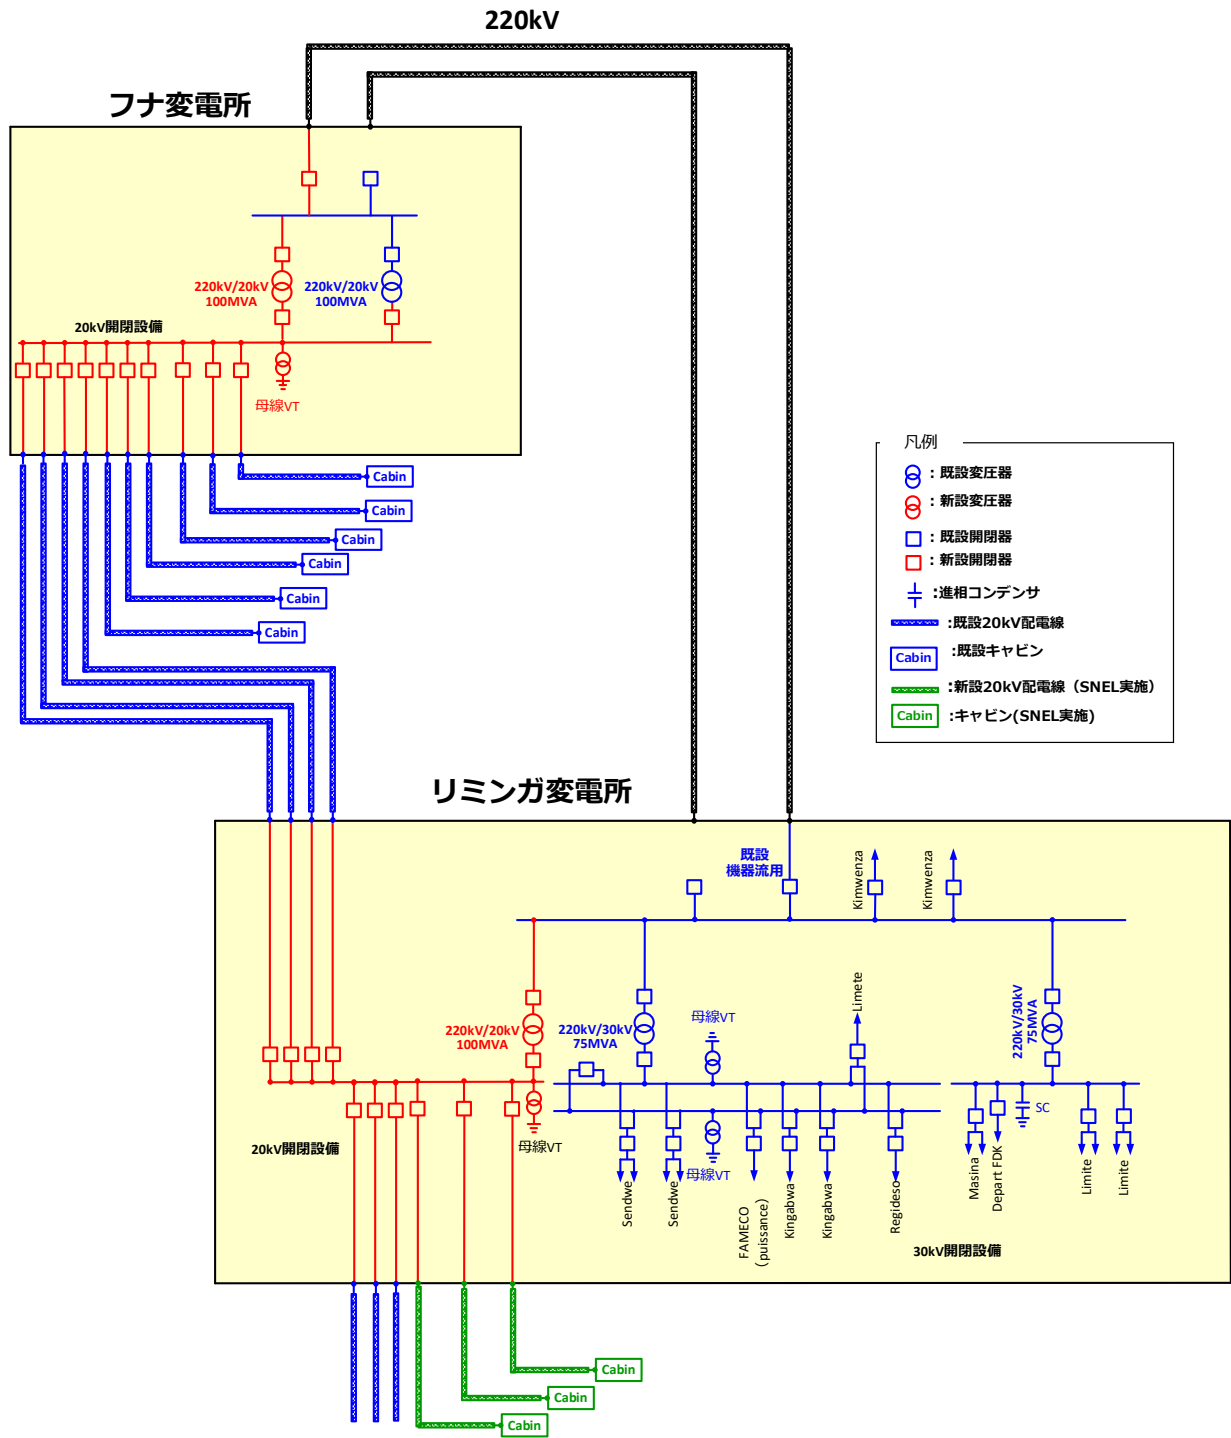 220kV
フナ変電所
220kV/20kV
100MVA
220kV/20kV
100MVA
20kV開閉設備
母線VT
Cabin
Cabin
Cabin
Cabin
Cabin
Cabin
凡例
: 既設変圧器
: 新設変圧器
: 既設開閉器
: 新設開閉器
:進相コンデンサ
:既設20kV配電線
Cabin :既設キャビン
:新設20kV配電線（SNEL実施）
Cabin :キャビン(SNEL実施)
リミンガ変電所
既設
機器流用
Kimwenza
Kimwenza
220kV/20kV
100MVA
220kV/30kV
75MVA
母線VT
Limete
220kV/30kV
75MVA
20kV開閉設備
母線VT
母線VT
SC
Sendwe
Sendwe
FAMECO
(puissance)
Kingabwa
Kingabwa
Regideso
Masina
Depart FDK
Limite
Limite
30kV開閉設備
Cabin
Cabin
Cabin